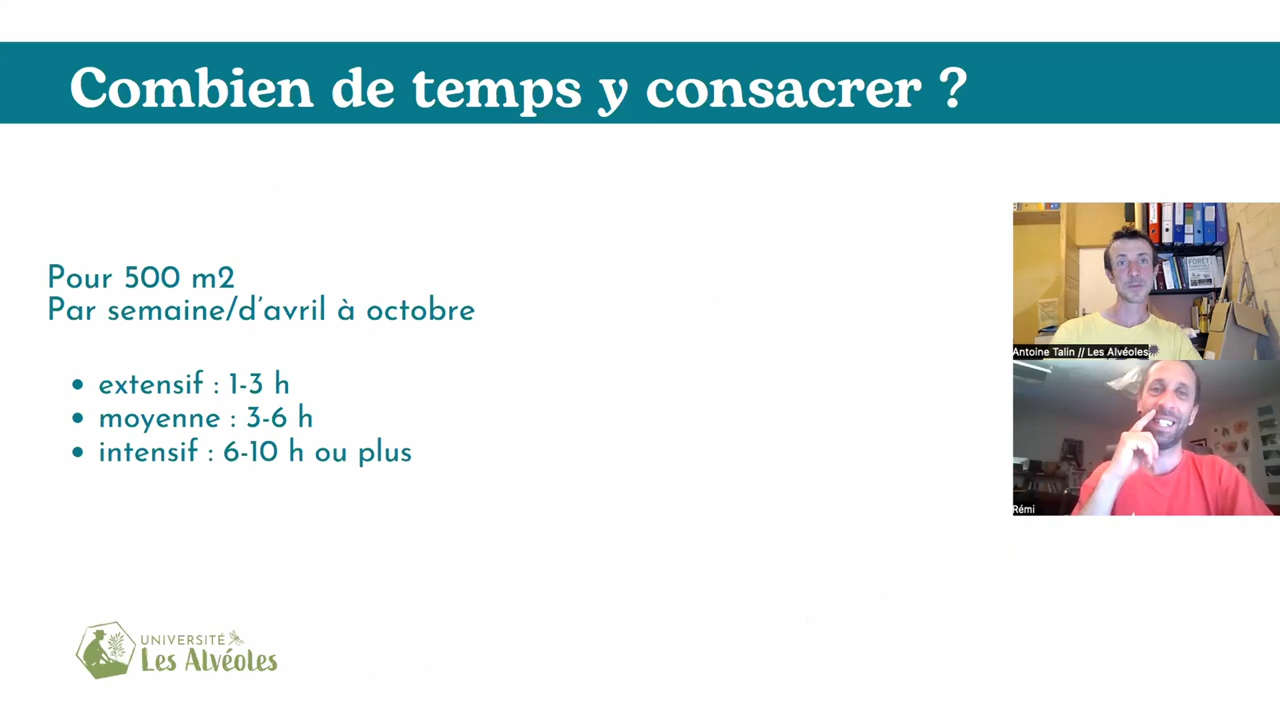 Combien de temps y consacrer ?
Pour 500 m2
Par semaine/d'avril à octobre
• extensif : 1-3 h
• moyenne : 3-6 h
• intensif : 6-10 h ou plus
Antoine Talin // Les Alvéoles
Rémi
UNIVERSITÉ
Les Alvéoles